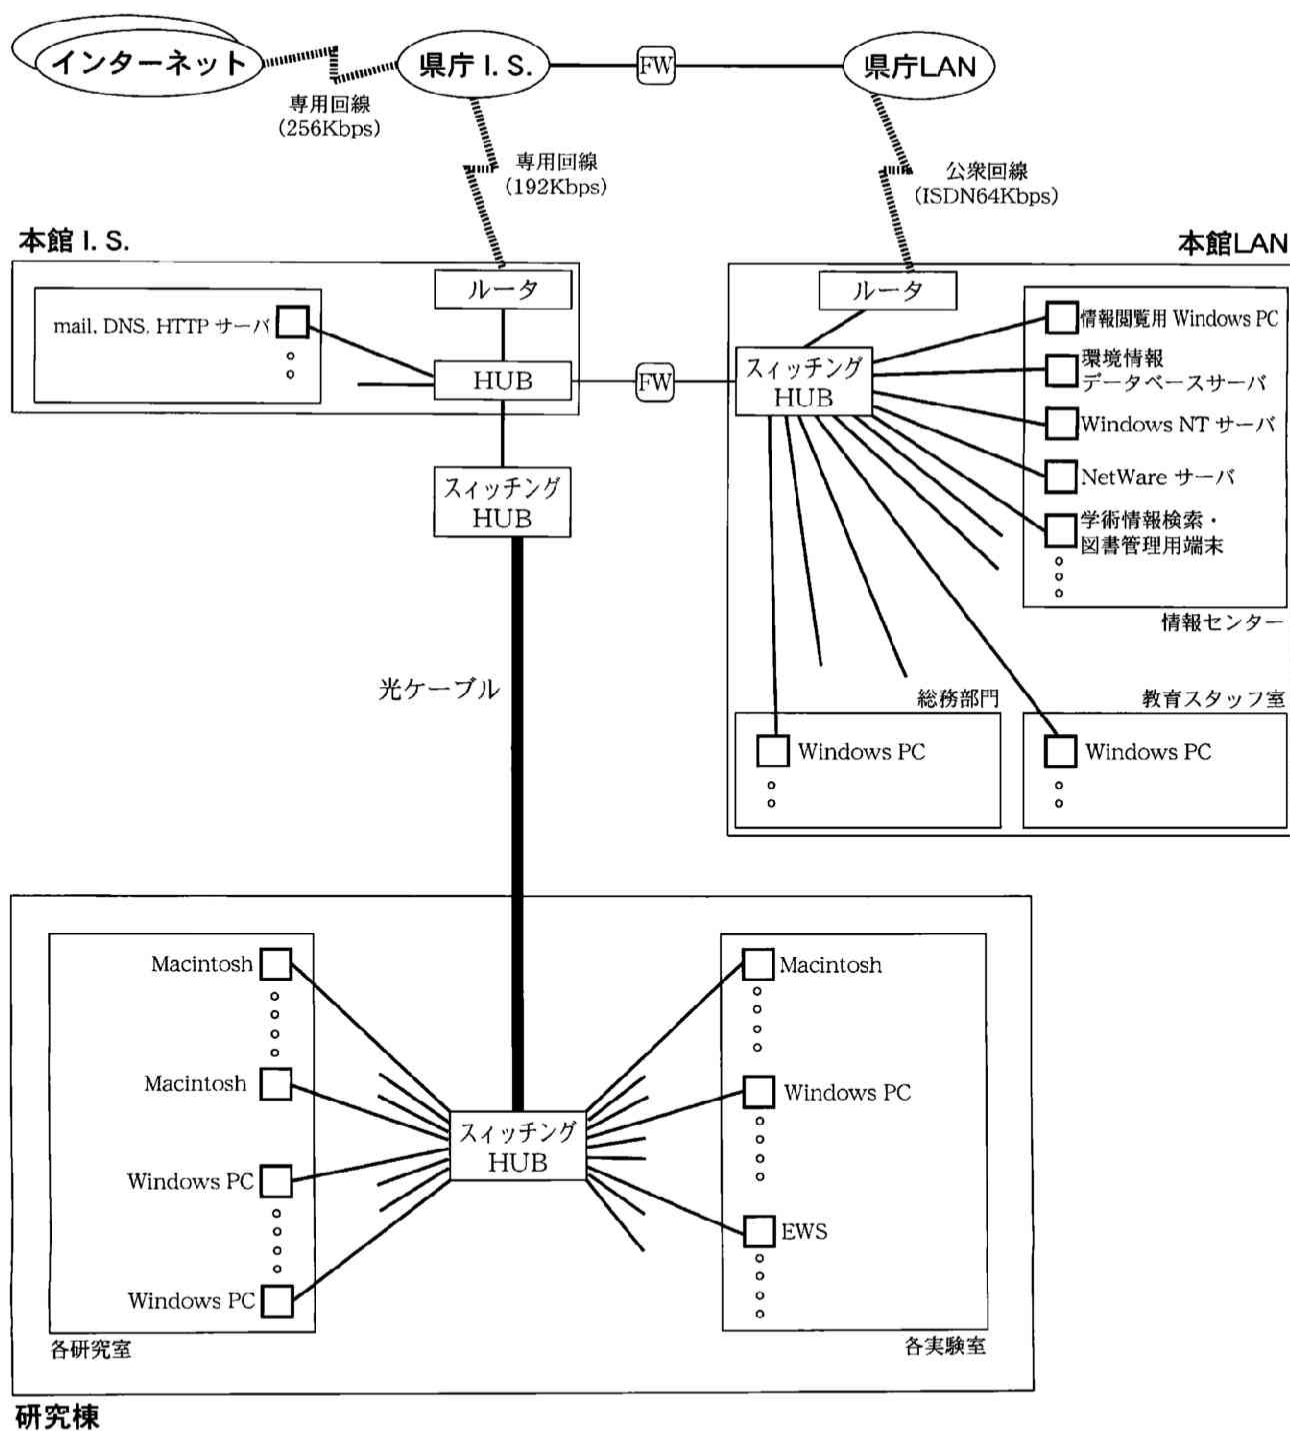 インターネット
県庁 I. S.
FW
県庁LAN
専用回線
(256Kbps)
専用回線
(192Kbps)
公衆回線
(ISDN64Kbps)
本館 I. S.
本館LAN
ルータ
mail. DNS. HTTP サーバ
HUB
FW
スィッチング
HUB
ルータ
スィッチング
HUB
情報閲覧用 Windows PC
環境情報
データベースサーバ
Windows NT サーバ
NetWare サーバ
学術情報検索・
図書管理用端末
情報センター
光ケーブル
総務部門
Windows PC
教育スタッフ室
Windows PC
Macintosh
Macintosh
Windows PC
Windows PC
各研究室
スィッチング
HUB
Macintosh
Windows PC
EWS
各実験室
研究棟